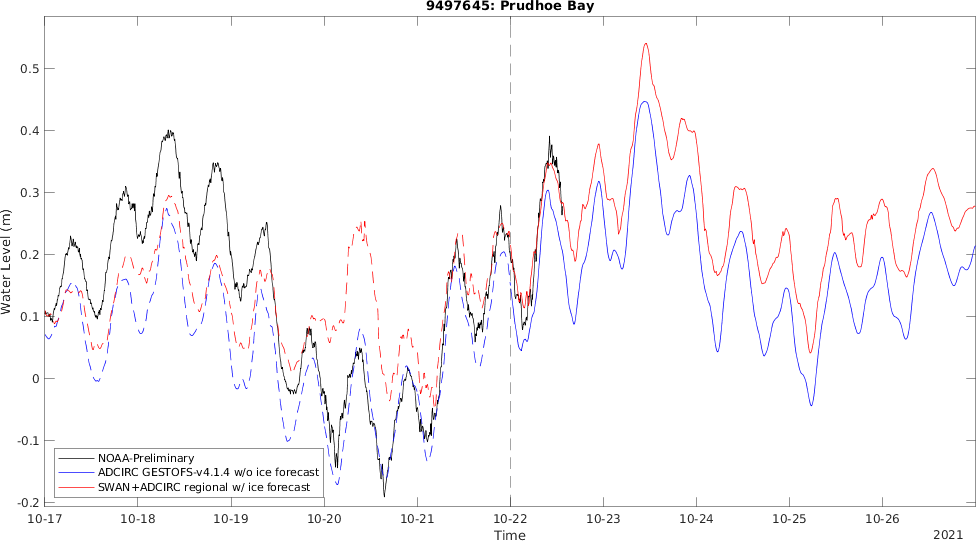 9497645: Prudhoe Bay
Water Level (m)
0.5
0.4
0.3
0.2
0.1
0
-0.1
-0.2
NOAA-Preliminary
ADCIRC GESTOFS-v4.1.4 w/o ice forecast
SWAN+ADCIRC regional w/ ice forecast
10-17 10-18 10-19 10-20 10-21 10-22 10-23 10-24 10-25 10-26
Time
2021